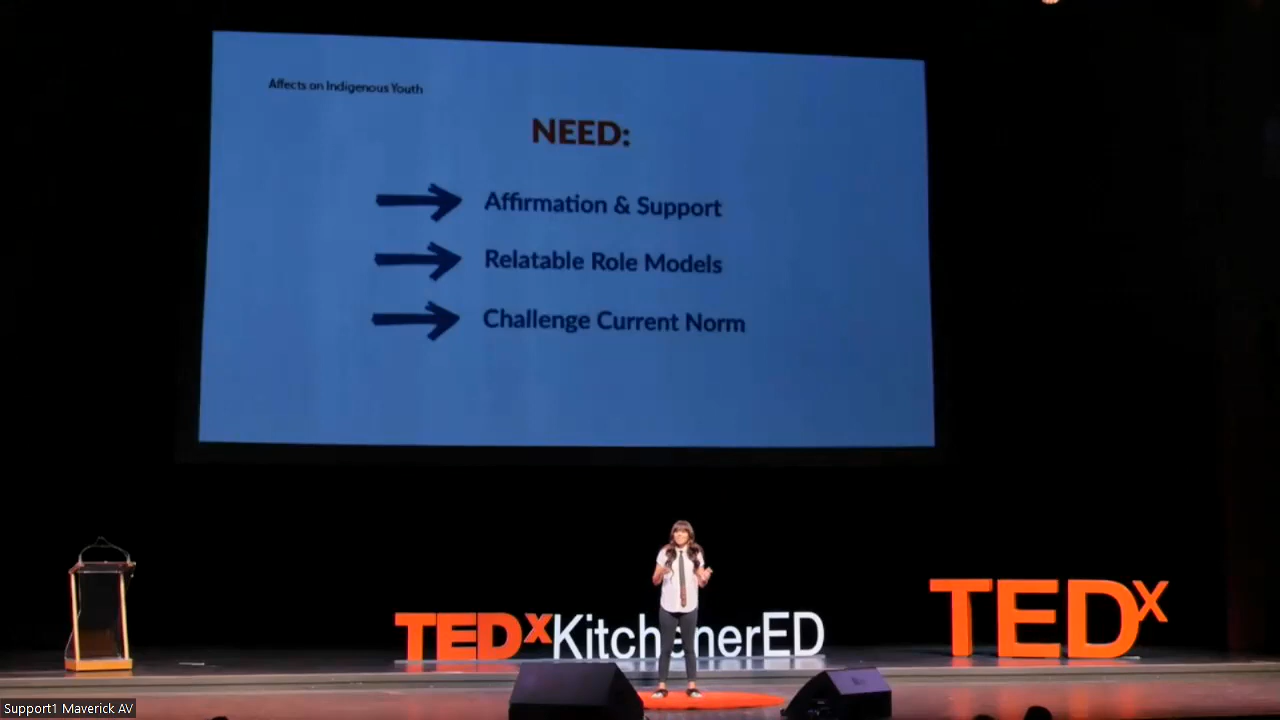 Affects on Indigenous Youth
NEED:
Affirmation & Support
Relatable Role Models
Challenge Current Norm
TEDxKitchenerED
TEDx
Support1 Maverick AV